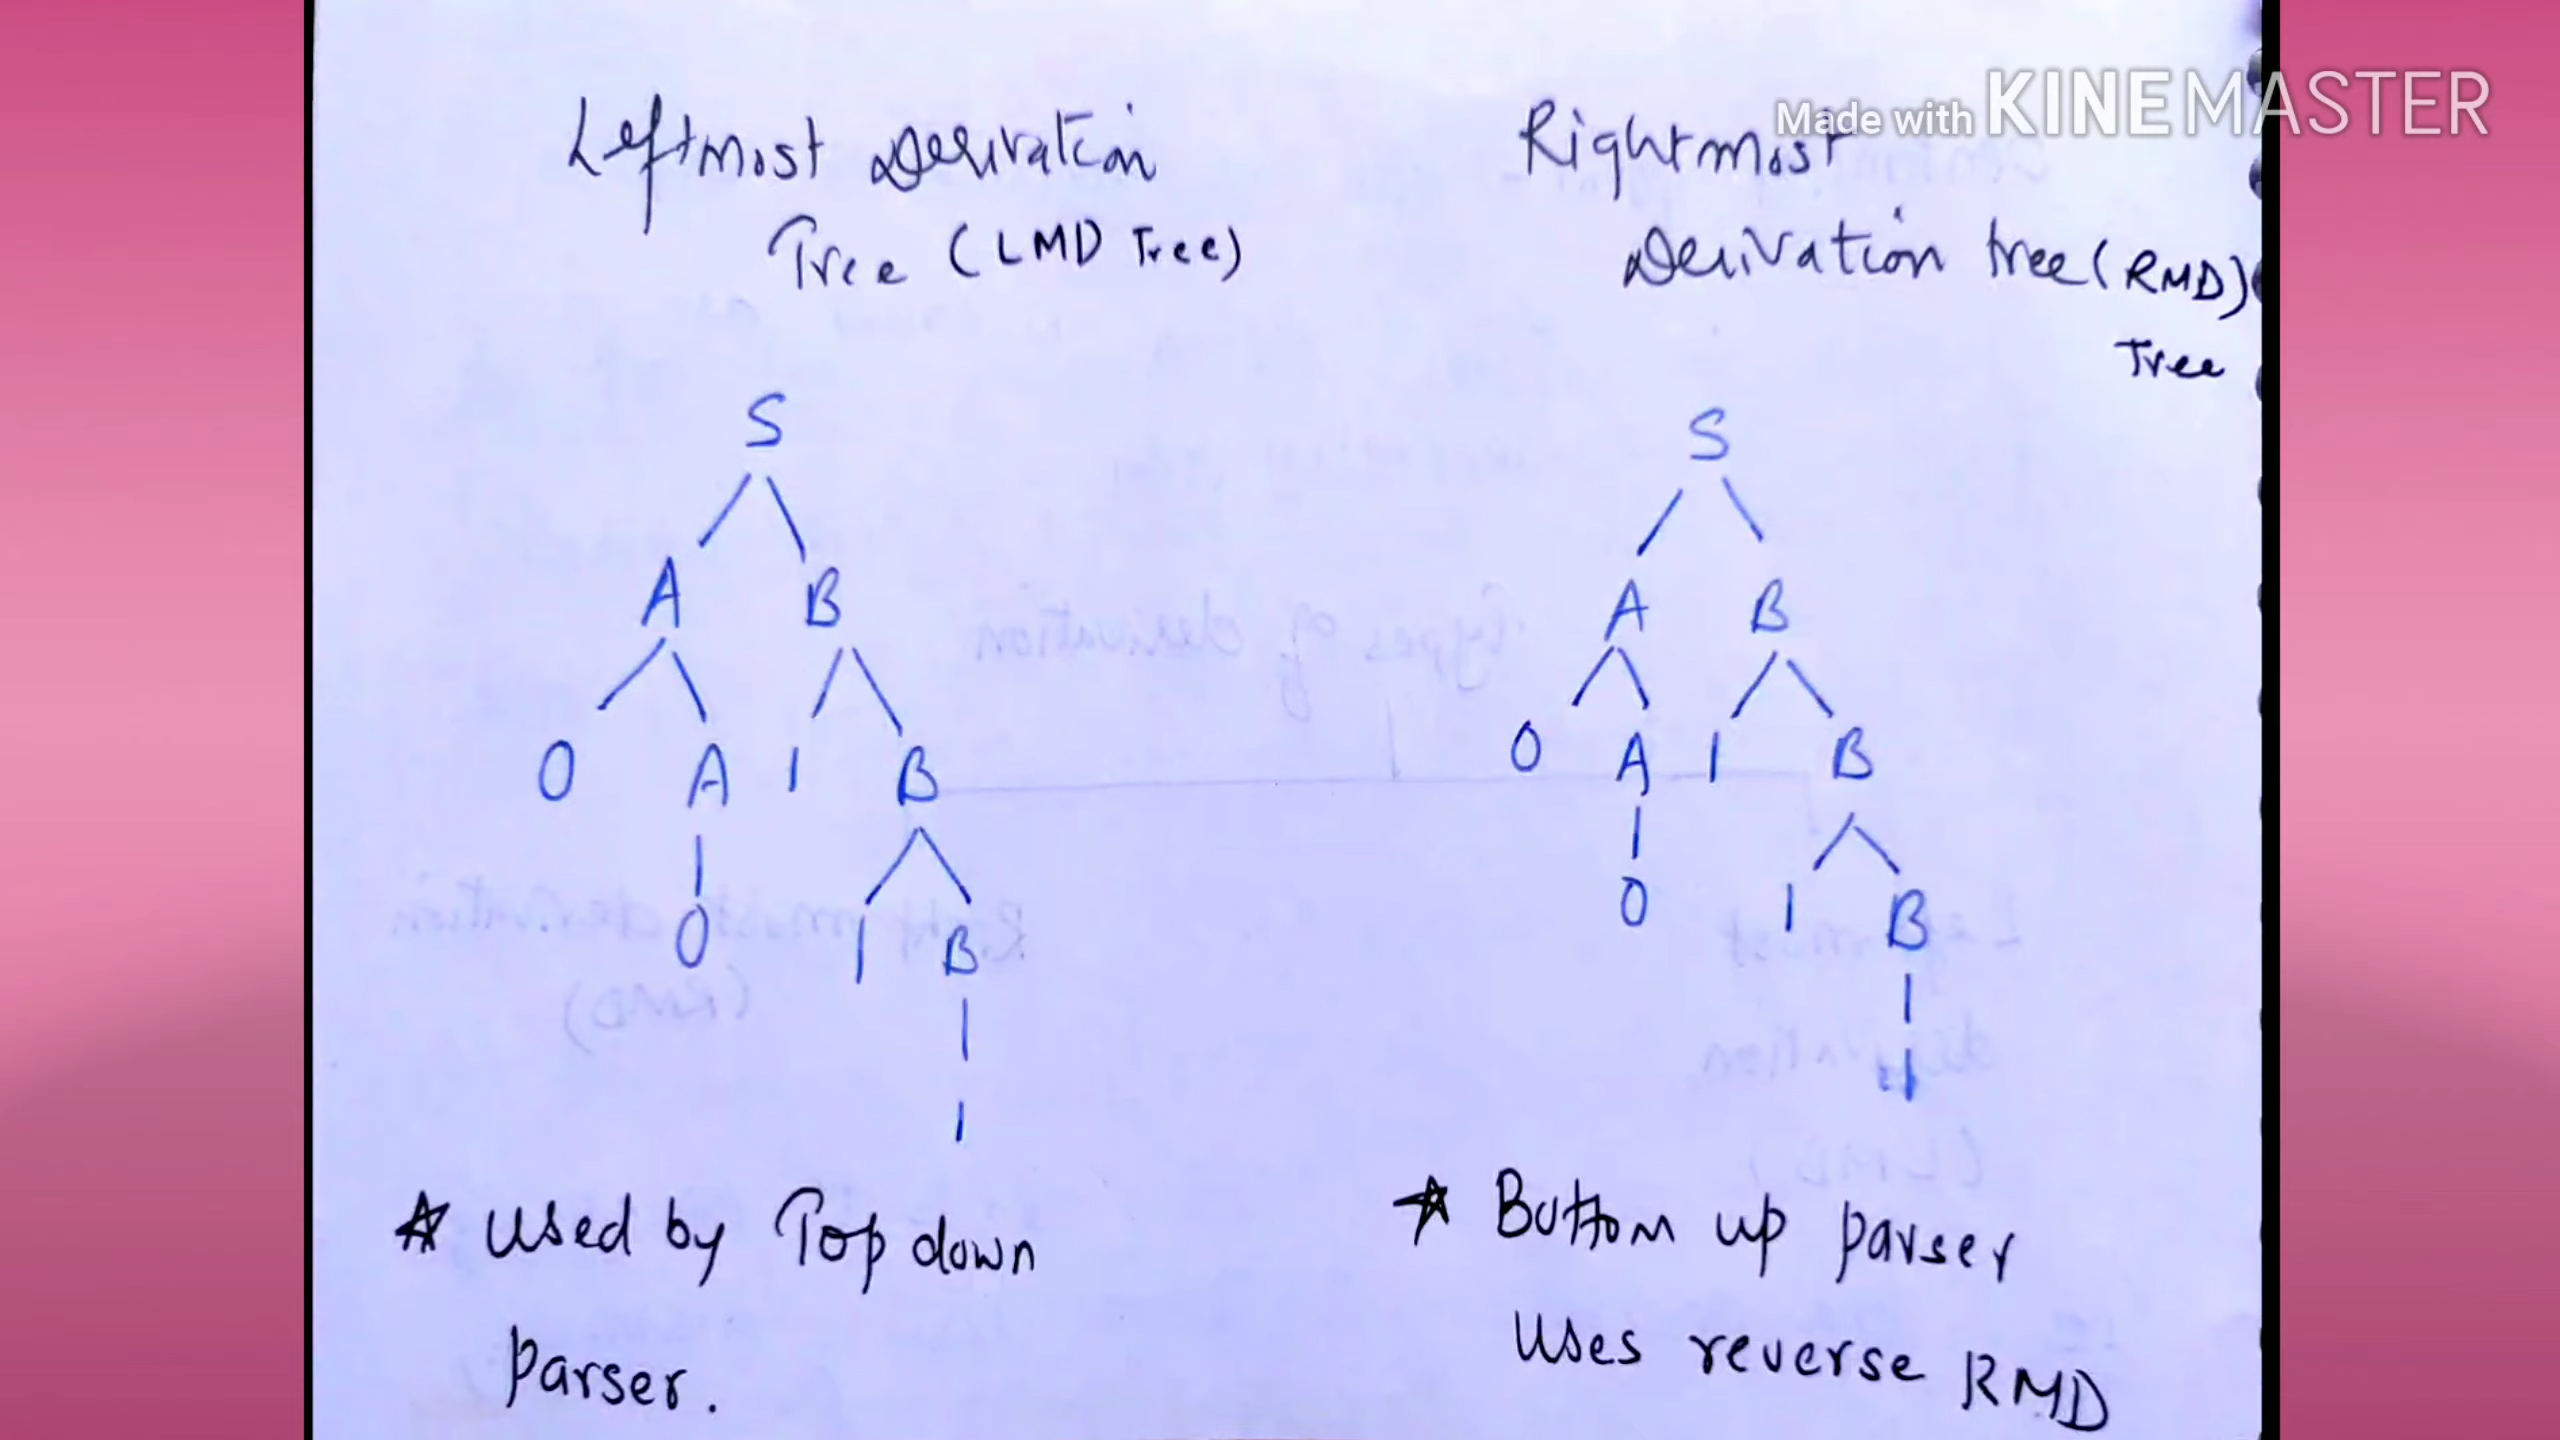 Made with KINEMASTER
Leftmost Derivation
Tree (LMD Tree)
S
A B
0 A 1 B
0 1 B
1
* Used by Top down
Parser.
Rightmost
Derivation tree (RMD)
Tree
S
A B
0 A 1 B
0 1 B
1
* Bottom up parser
Uses reverse RMD